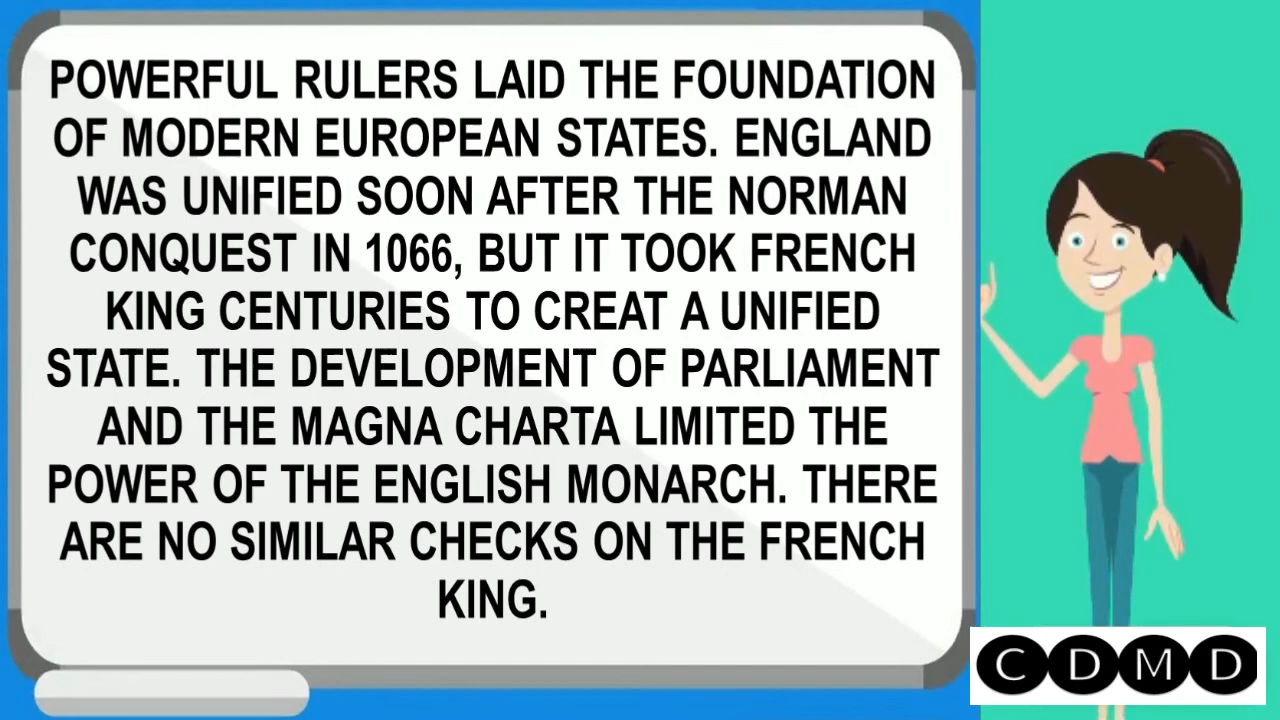 POWERFUL RULERS LAID THE FOUNDATION
OF MODERN EUROPEAN STATES. ENGLAND
WAS UNIFIED SOON AFTER THE NORMAN
CONQUEST IN 1066, BUT IT TOOK FRENCH
KING CENTURIES TO CREAT A UNIFIED
STATE. THE DEVELOPMENT OF PARLIAMENT
AND THE MAGNA CHARTA LIMITED THE
POWER OF THE ENGLISH MONARCH. THERE
ARE NO SIMILAR CHECKS ON THE FRENCH
KING.
CDMD